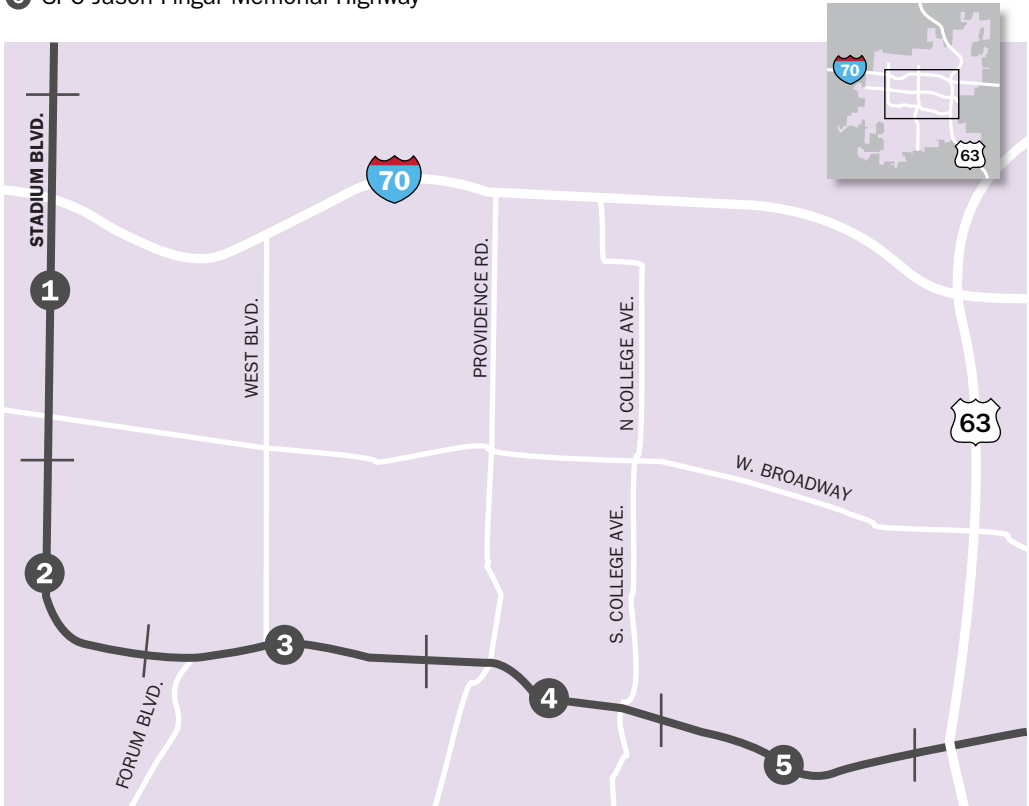 SPC Jason Fingar Memorial Highway
70
63
STADIUM BLVD.
70
1
WEST BLVD.
PROVIDENCE RD.
N COLLEGE AVE.
63
W. BROADWAY
S. COLLEGE AVE.
2
3
4
FORUM BLVD.
5